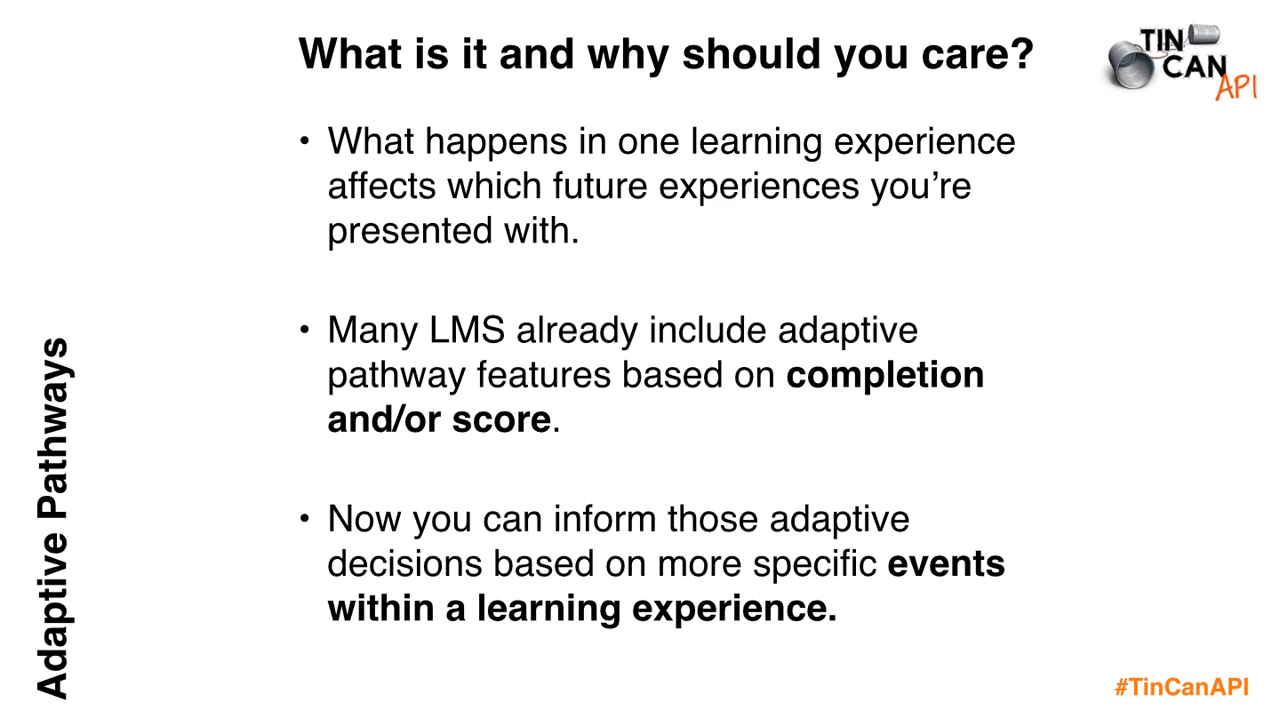 What is it and why should you care?
TIN
CAN
API
• What happens in one learning experience
affects which future experiences you’re
presented with.
• Many LMS already include adaptive
pathway features based on completion
and/or score.
• Now you can inform those adaptive
decisions based on more specific events
within a learning experience.
Adaptive Pathways
#TinCanAPI